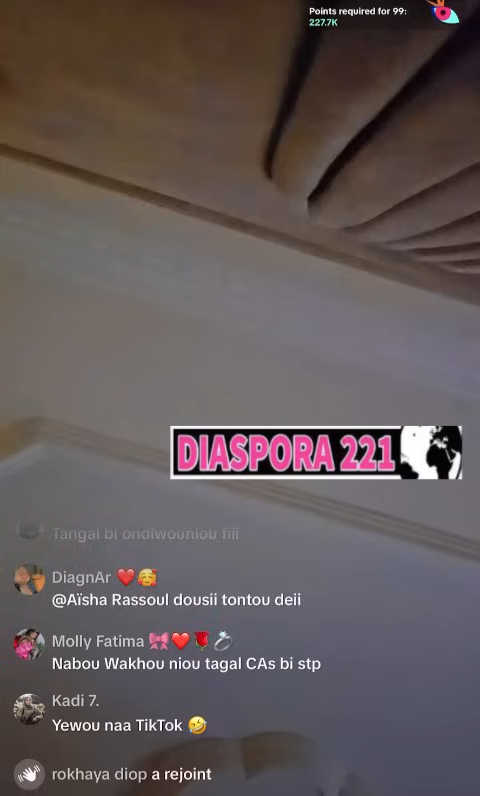 Points required for 99:
227.7K
DIASPORA 221
Tangal bi ondiwouniou fiii
DiagnAr ❤️🥰
@Aïsha Rassoul dousii tontou deii
Molly Fatima 🎀❤️🌹💍
Nabou Wakhou niou tagal CAs bi stp
Kadi 7.
Yewou naa TikTok 🤣
rokhaya diop a rejoint